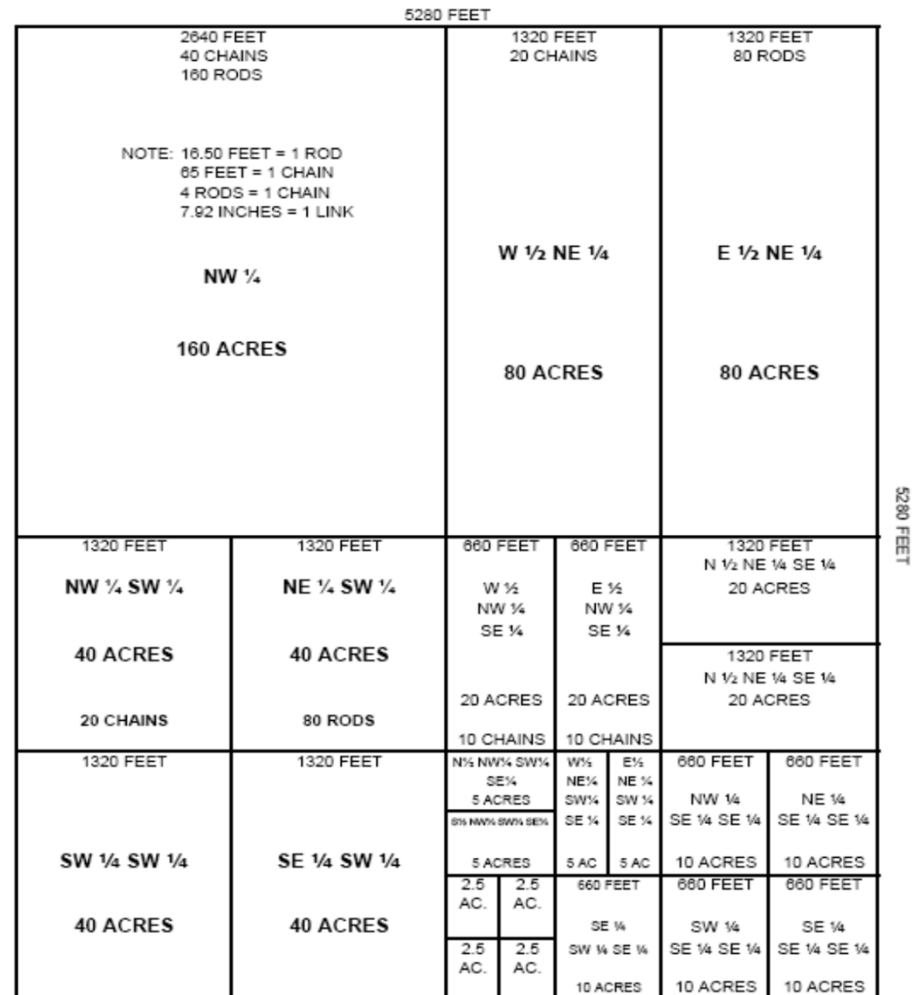 5280 FEET
2640 FEET
40 CHAINS
160 RODS
NOTE: 16.50 FEET = 1 ROD
65 FEET = 1 CHAIN
4 RODS = 1 CHAIN
7.92 INCHES = 1 LINK
NW ¼
160 ACRES
1320 FEET
20 CHAINS
W ½ NE ¼
80 ACRES
1320 FEET
80 RODS
E ½ NE ¼
80 ACRES
5280 FEET
1320 FEET
NW ¼ SW ¼
40 ACRES
20 CHAINS
1320 FEET
NE ¼ SW ¼
40 ACRES
80 RODS
660 FEET
W ½
NW ¼
SE ¼
20 ACRES
10 CHAINS
660 FEET
E ½
NW ¼
SE ¼
20 ACRES
10 CHAINS
1320 FEET
N ½ NE ¼ SE ¼
20 ACRES
1320 FEET
N ½ NE ¼ SE ¼
20 ACRES
1320 FEET
SW ¼ SW ¼
40 ACRES
1320 FEET
SE ¼ SW ¼
40 ACRES
N½ NW¼ SW¼
SE¼
5 ACRES
S½ NW¼ SW¼ SE¼
5 ACRES
W½
NE¼
SW¼
SE ¼
5 AC
E½
NE ¼
SW ¼
SE ¼
5 AC
660 FEET
NW ¼
SE ¼ SE ¼
10 ACRES
660 FEET
NE ¼
SE ¼ SE ¼
10 ACRES
2.5
AC.
2.5
AC.
2.5
AC.
2.5
AC.
660 FEET
SE ¼
SW ¼ SE ¼
10 ACRES
660 FEET
SW ¼
SE ¼ SE ¼
10 ACRES
660 FEET
SE ¼
SE ¼ SE ¼
10 ACRES